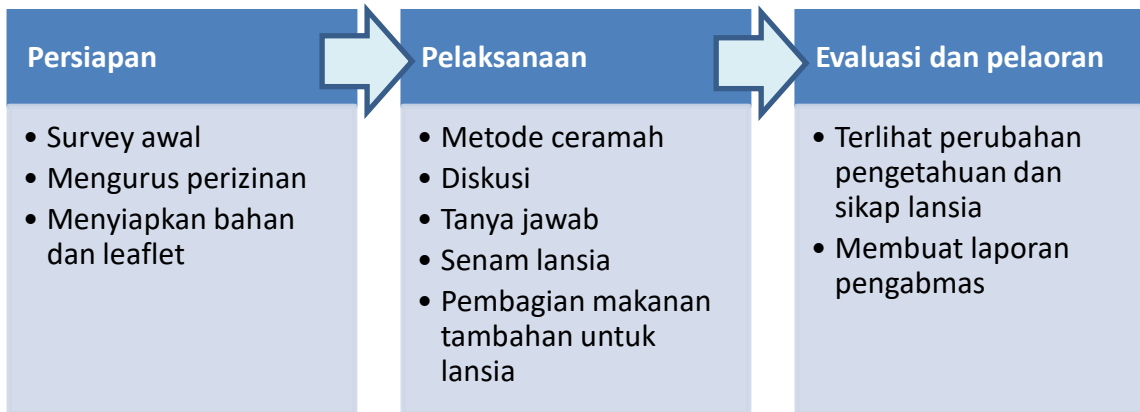 Persiapan
• Survey awal
• Mengurus perizinan
• Menyiapkan bahan
dan leaflet
Pelaksanaan
• Metode ceramah
• Diskusi
• Tanya jawab
• Senam lansia
• Pembagian makanan
tambahan untuk
lansia
Evaluasi dan pelaoran
• Terlihat perubahan
pengetahuan dan
sikap lansia
• Membuat laporan
pengabmas